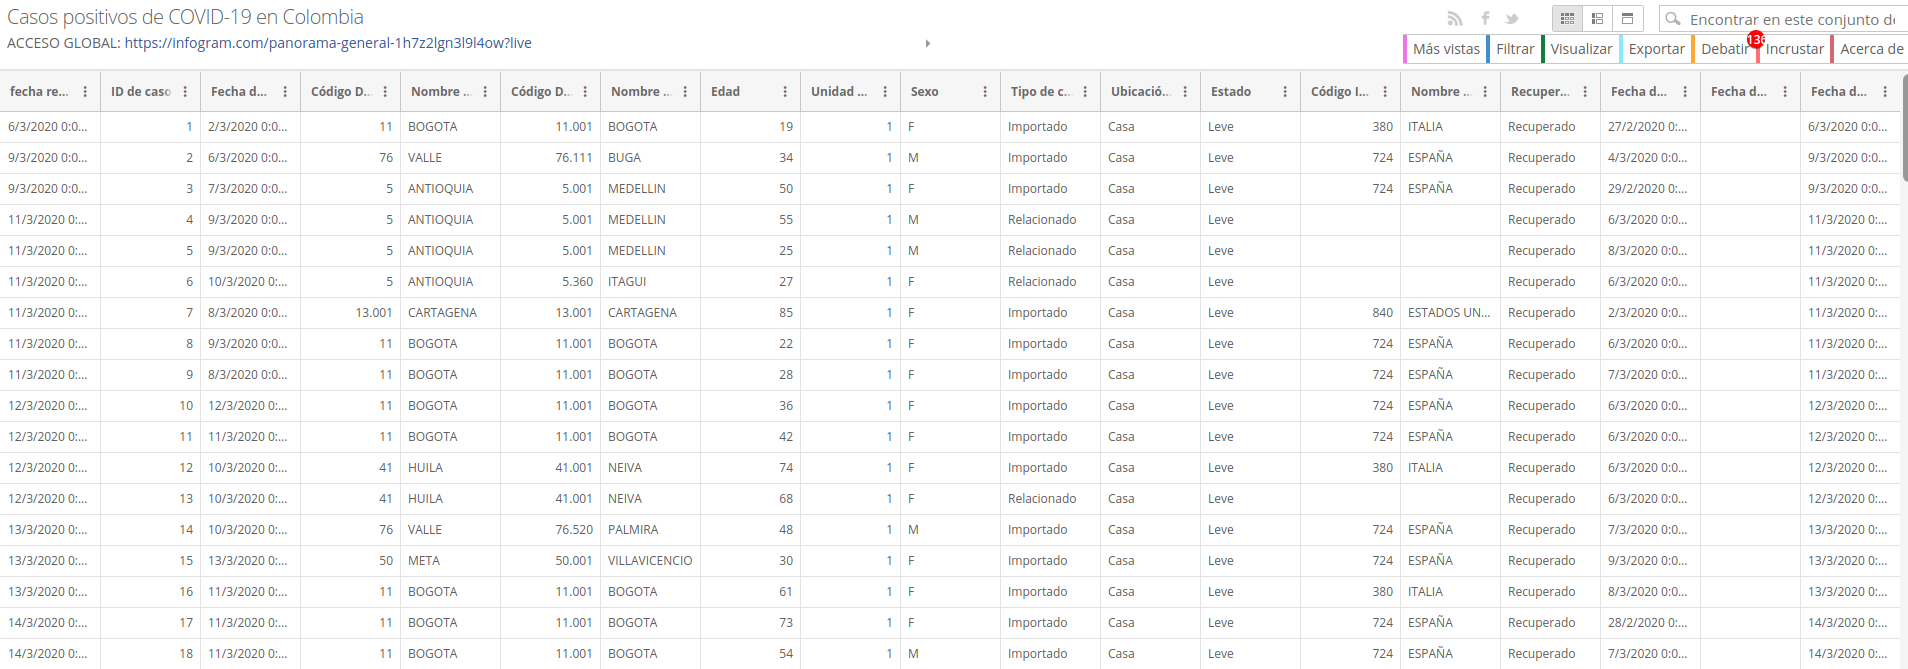 Casos positivos de COVID-19 en Colombia
Encontrar en este conjunto de
ACCESO GLOBAL: https://infogram.com/panorama-general-1h7z2lgn3l9l4ow?live
Más vistas Filtrar Visualizar Exportar Debatir 136 Incrustar Acerca de
fecha re... ID de caso Fecha d... Código D... Nombre ... Código D... Nombre ... Edad Unidad ... Sexo Tipo de c... Ubicació... Estado Código I... Nombre ... Recuper... Fecha d... Fecha d... Fecha d...
6/3/2020 0:0... 1 2/3/2020 0:0... 11 BOGOTA 11.001 BOGOTA 19 1 F Importado Casa Leve 380 ITALIA Recuperado 27/2/2020 0:... 6/3/2020 0:0...
9/3/2020 0:0... 2 6/3/2020 0:0... 76 VALLE 76.111 BUGA 34 1 M Importado Casa Leve 724 ESPAÑA Recuperado 4/3/2020 0:0... 9/3/2020 0:0...
9/3/2020 0:0... 3 7/3/2020 0:0... 5 ANTIOQUIA 5.001 MEDELLIN 50 1 F Importado Casa Leve 724 ESPAÑA Recuperado 29/2/2020 0:... 9/3/2020 0:0...
11/3/2020 0:... 4 9/3/2020 0:0... 5 ANTIOQUIA 5.001 MEDELLIN 55 1 M Relacionado Casa Leve Recuperado 6/3/2020 0:0... 11/3/2020 0:...
11/3/2020 0:... 5 9/3/2020 0:0... 5 ANTIOQUIA 5.001 MEDELLIN 25 1 M Relacionado Casa Leve Recuperado 8/3/2020 0:0... 11/3/2020 0:...
11/3/2020 0:... 6 10/3/2020 0:... 5 ANTIOQUIA 5.360 ITAGUI 27 1 F Relacionado Casa Leve Recuperado 6/3/2020 0:0... 11/3/2020 0:...
11/3/2020 0:... 7 8/3/2020 0:0... 13.001 CARTAGENA 13.001 CARTAGENA 85 1 F Importado Casa Leve 840 ESTADOS UN... Recuperado 2/3/2020 0:0... 11/3/2020 0:...
11/3/2020 0:... 8 9/3/2020 0:0... 11 BOGOTA 11.001 BOGOTA 22 1 F Importado Casa Leve 724 ESPAÑA Recuperado 6/3/2020 0:0... 11/3/2020 0:...
11/3/2020 0:... 9 8/3/2020 0:0... 11 BOGOTA 11.001 BOGOTA 28 1 F Importado Casa Leve 724 ESPAÑA Recuperado 7/3/2020 0:0... 11/3/2020 0:...
12/3/2020 0:... 10 12/3/2020 0:... 11 BOGOTA 11.001 BOGOTA 36 1 F Importado Casa Leve 724 ESPAÑA Recuperado 6/3/2020 0:0... 12/3/2020 0:...
12/3/2020 0:... 11 11/3/2020 0:... 11 BOGOTA 11.001 BOGOTA 42 1 F Importado Casa Leve 724 ESPAÑA Recuperado 6/3/2020 0:0... 12/3/2020 0:...
12/3/2020 0:... 12 10/3/2020 0:... 41 HUILA 41.001 NEIVA 74 1 F Importado Casa Leve 380 ITALIA Recuperado 6/3/2020 0:0... 12/3/2020 0:...
12/3/2020 0:... 13 10/3/2020 0:... 41 HUILA 41.001 NEIVA 68 1 F Relacionado Casa Leve Recuperado 6/3/2020 0:0... 12/3/2020 0:...
13/3/2020 0:... 14 10/3/2020 0:... 76 VALLE 76.520 PALMIRA 48 1 M Importado Casa Leve 724 ESPAÑA Recuperado 7/3/2020 0:0... 13/3/2020 0:...
13/3/2020 0:... 15 13/3/2020 0:... 50 META 50.001 VILLAVICENCIO 30 1 F Importado Casa Leve 724 ESPAÑA Recuperado 9/3/2020 0:0... 13/3/2020 0:...
13/3/2020 0:... 16 11/3/2020 0:... 11 BOGOTA 11.001 BOGOTA 61 1 F Importado Casa Leve 380 ITALIA Recuperado 8/3/2020 0:0... 13/3/2020 0:...
14/3/2020 0:... 17 11/3/2020 0:... 11 BOGOTA 11.001 BOGOTA 73 1 F Importado Casa Leve 724 ESPAÑA Recuperado 28/2/2020 0:... 14/3/2020 0:...
14/3/2020 0:... 18 11/3/2020 0:... 11 BOGOTA 11.001 BOGOTA 54 1 M Importado Casa Leve 724 ESPAÑA Recuperado 7/3/2020 0:0... 14/3/2020 0:...